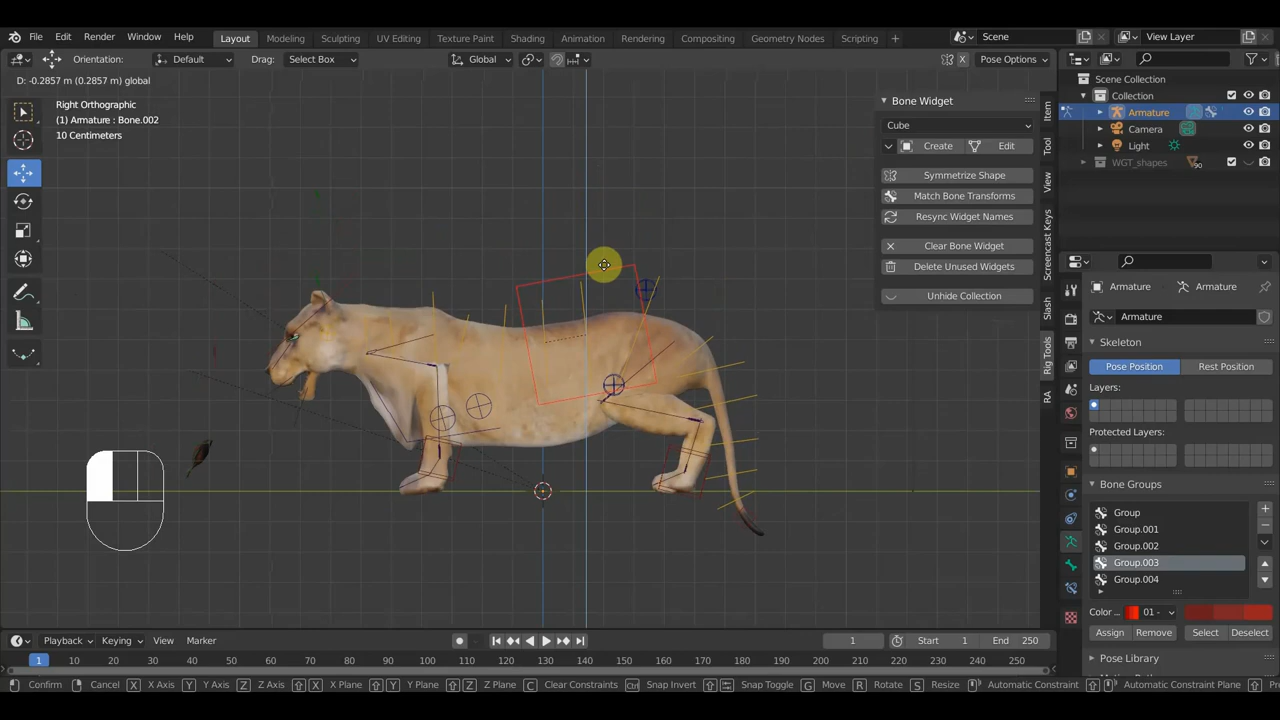 File Edit Render Window Help Layout Modeling Sculpting UV Editing Texture Paint Shading Animation Rendering Compositing Geometry Nodes Scripting + Scene View Layer
Orientation: Default Drag: Select Box Global X Pose Options
D: -0.2857 m (0.2857 m) global
Right Orthographic
(1) Armature : Bone.002
10 Centimeters
Bone Widget
Cube
Create Edit
Symmetrize Shape
Match Bone Transforms
Resync Widget Names
Clear Bone Widget
Delete Unused Widgets
Unhide Collection
Item
Tool
View
Screencast Keys
Slash
Rig Tools
RA
Scene Collection
Collection
Armature
Camera
Light
WGT_shapes 90
Armature Armature
Armature
Skeleton
Pose Position Rest Position
Layers:
Protected Layers:
Bone Groups
Group
Group.001
Group.002
Group.003
Group.004
Color ... 01 -
Assign Remove Select Deselect
Pose Library
Playback Keying View Marker 1 Start 1 End 250
1 10 20 30 40 50 60 70 80 90 100 110 120 130 140 150 160 170 180 190 200 210 220 230 240 250
Confirm Cancel X X Axis Y Y Axis Z Z Axis X X Plane Y Y Plane Z Z Plane C Clear Constraints Ctrl Snap Invert Snap Toggle G Move R Rotate S Resize Automatic Constraint Automatic Constraint Plane